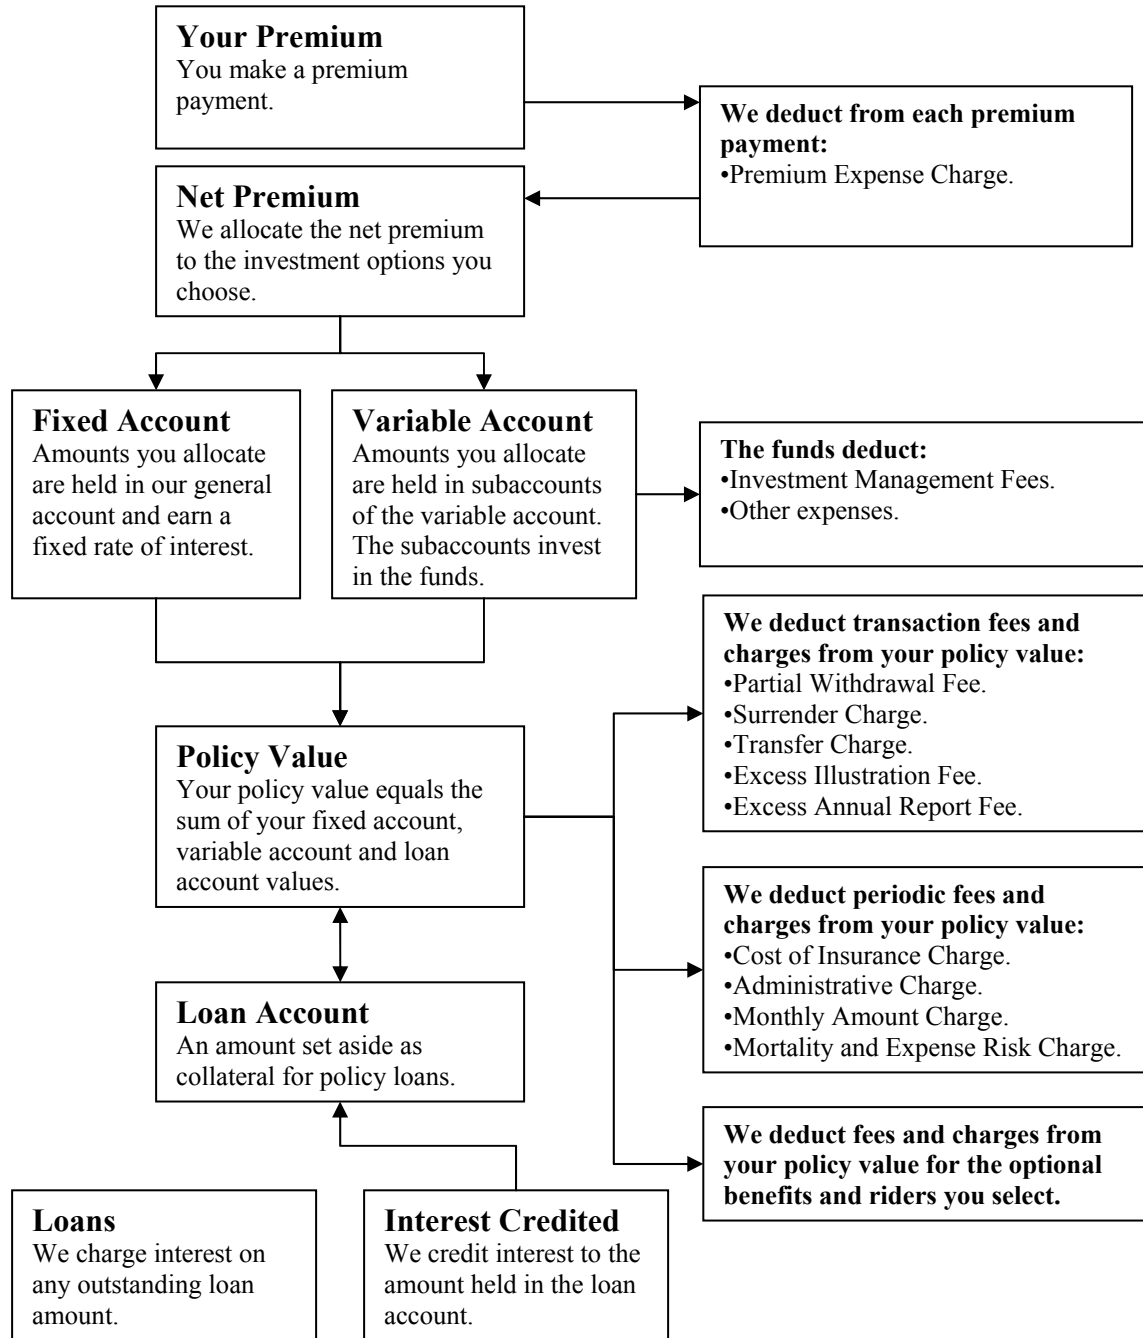 Your Premium
You make a premium
payment.
We deduct from each premium
payment:
•Premium Expense Charge.
Net Premium
We allocate the net premium
to the investment options you
choose.
Fixed Account
Amounts you allocate
are held in our general
account and earn a
fixed rate of interest.
Variable Account
Amounts you allocate
are held in subaccounts
of the variable account.
The subaccounts invest
in the funds.
The funds deduct:
•Investment Management Fees.
•Other expenses.
We deduct transaction fees and
charges from your policy value:
•Partial Withdrawal Fee.
•Surrender Charge.
•Transfer Charge.
•Excess Illustration Fee.
•Excess Annual Report Fee.
Policy Value
Your policy value equals the
sum of your fixed account,
variable account and loan
account values.
We deduct periodic fees and
charges from your policy value:
•Cost of Insurance Charge.
•Administrative Charge.
•Monthly Amount Charge.
•Mortality and Expense Risk Charge.
Loan Account
An amount set aside as
collateral for policy loans.
We deduct fees and charges from
your policy value for the optional
benefits and riders you select.
Loans
We charge interest on
any outstanding loan
amount.
Interest Credited
We credit interest to the
amount held in the loan
account.